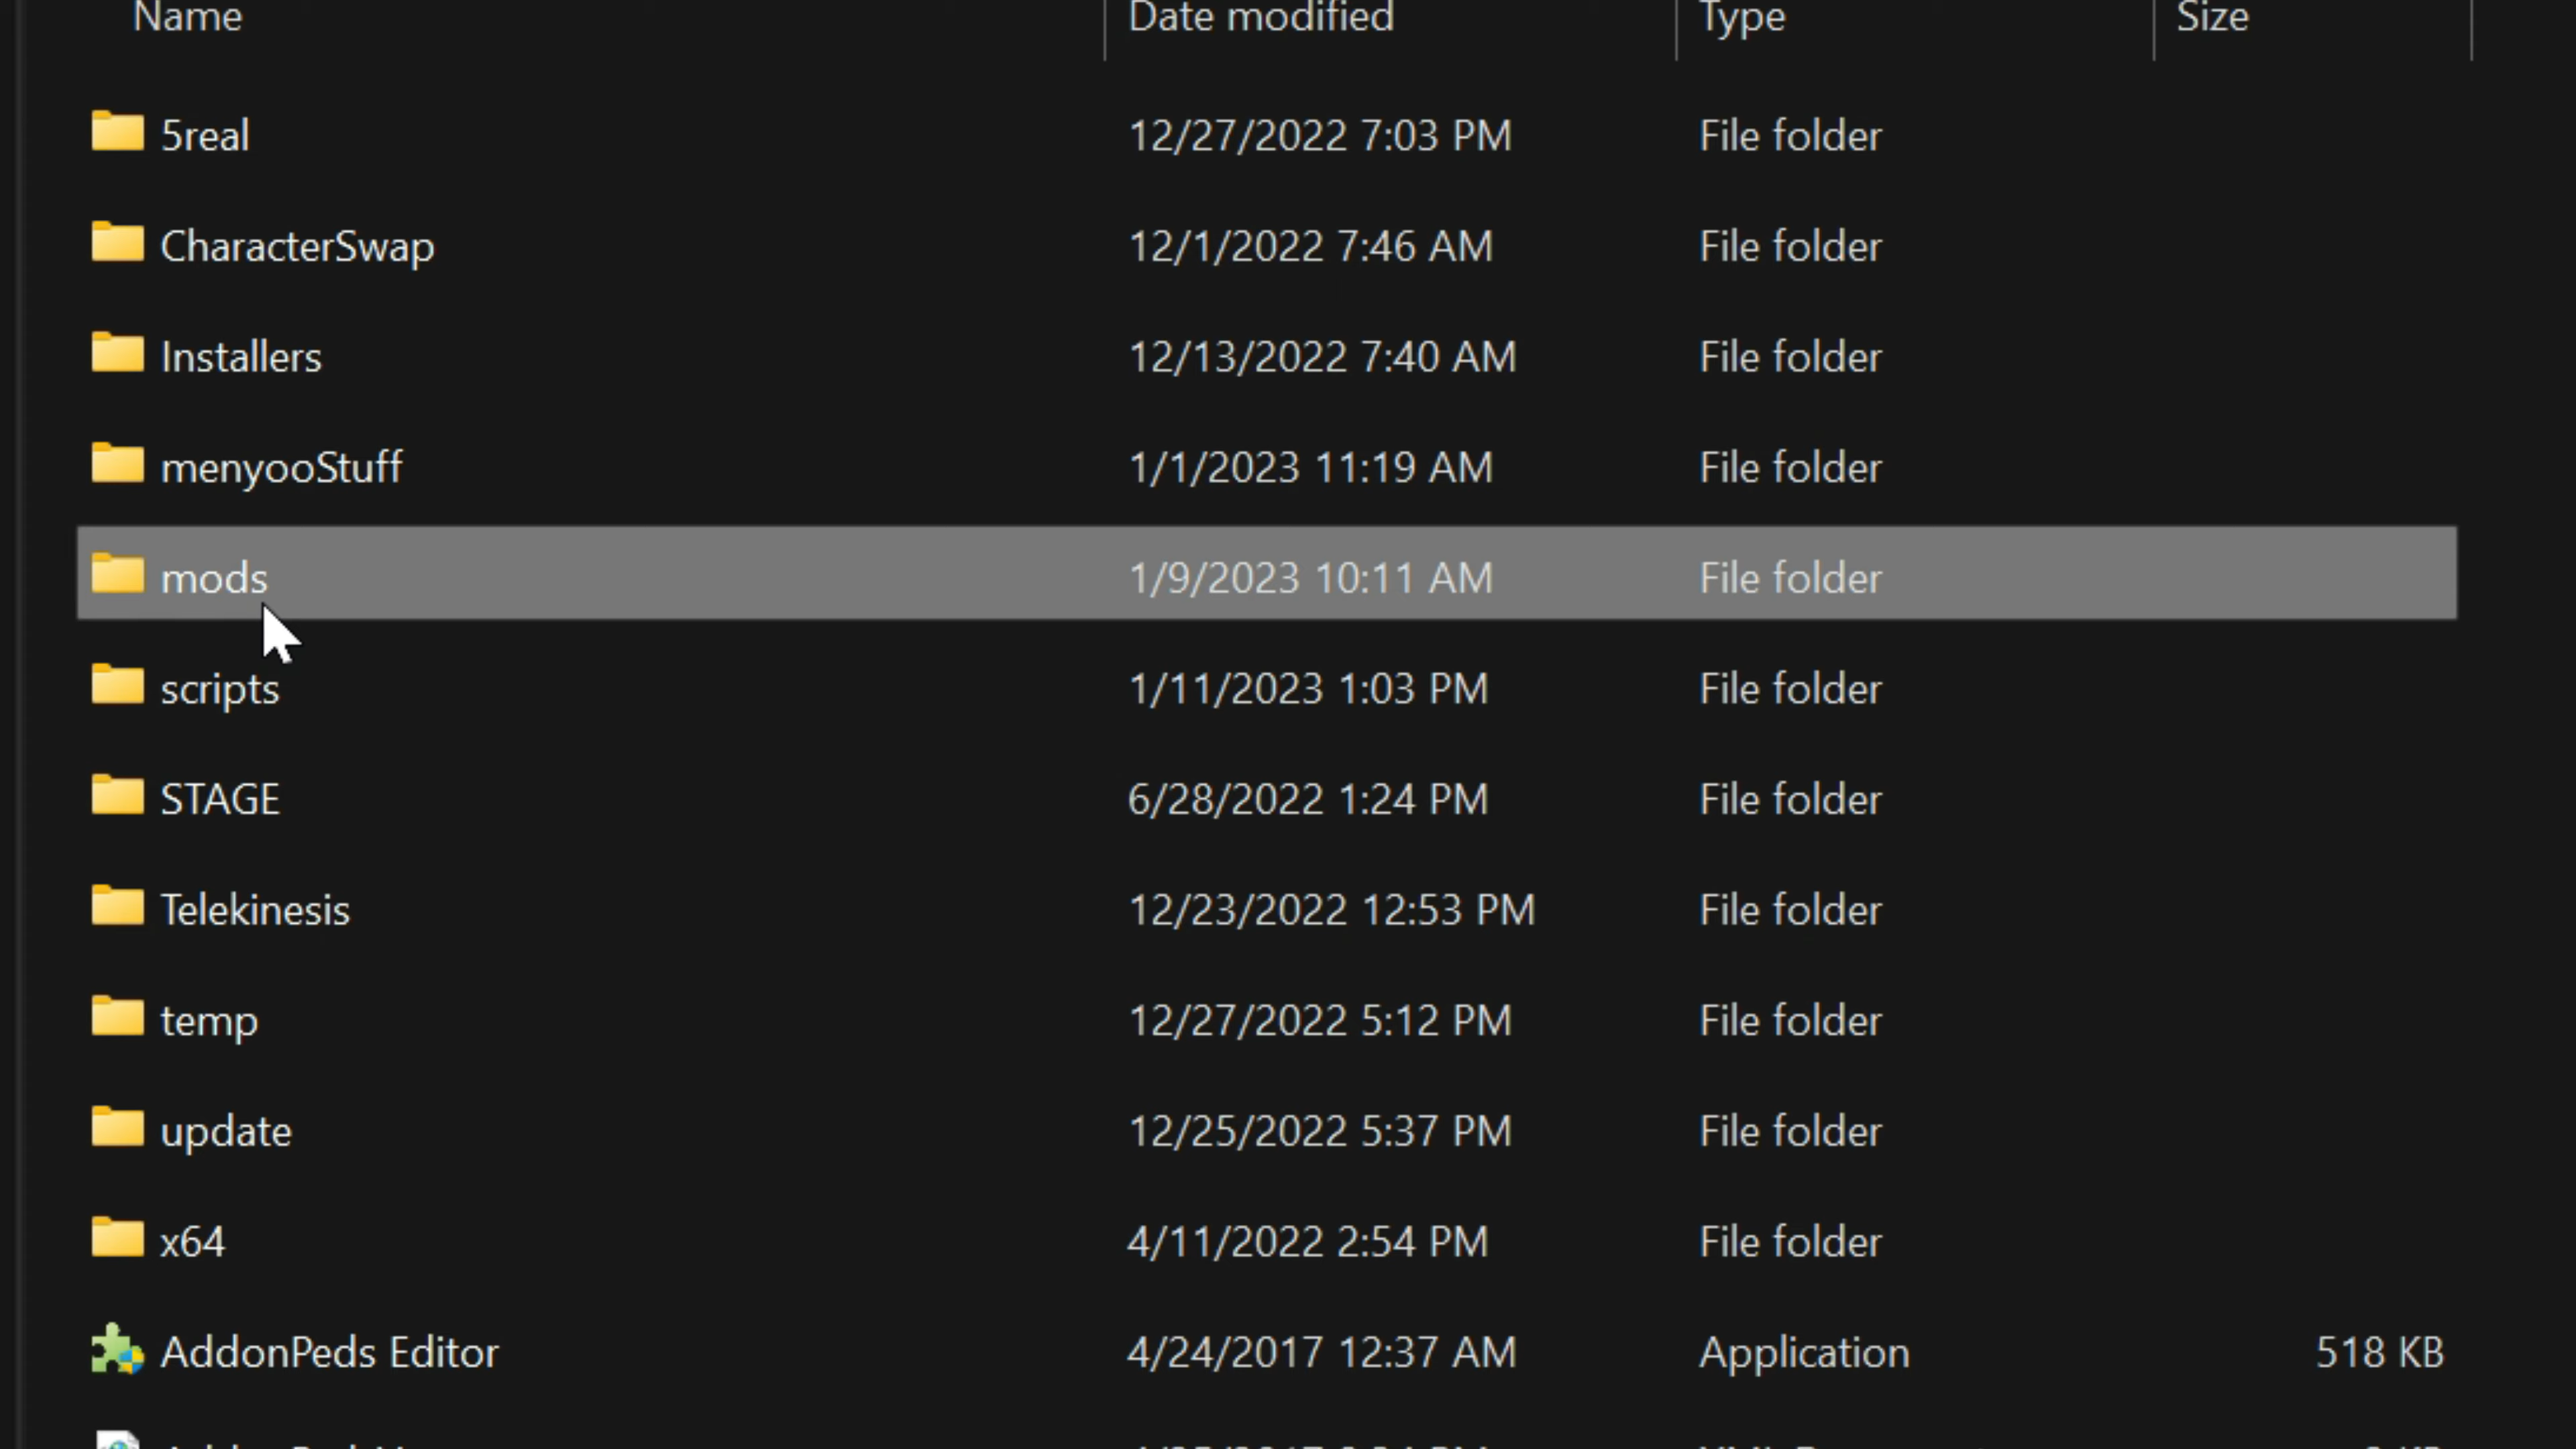 Name Date modified Type Size
5real 12/27/2022 7:03 PM File folder
CharacterSwap 12/1/2022 7:46 AM File folder
Installers 12/13/2022 7:40 AM File folder
menyooStuff 1/1/2023 11:19 AM File folder
mods 1/9/2023 10:11 AM File folder
scripts 1/11/2023 1:03 PM File folder
STAGE 6/28/2022 1:24 PM File folder
Telekinesis 12/23/2022 12:53 PM File folder
temp 12/27/2022 5:12 PM File folder
update 12/25/2022 5:37 PM File folder
x64 4/11/2022 2:54 PM File folder
AddonPeds Editor 4/24/2017 12:37 AM Application 518 KB